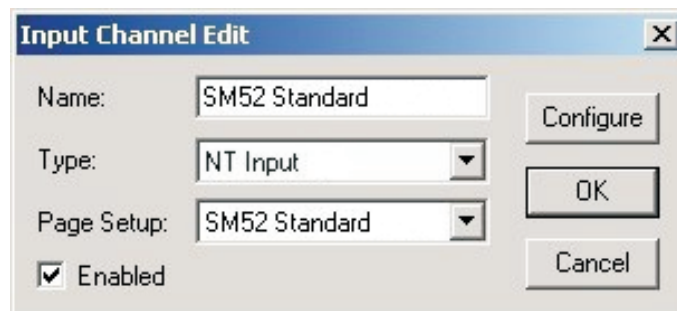 Input Channel Edit
Name: SM52 Standard
Configure
Type: NT Input
OK
Page Setup: SM52 Standard
Enabled
Cancel